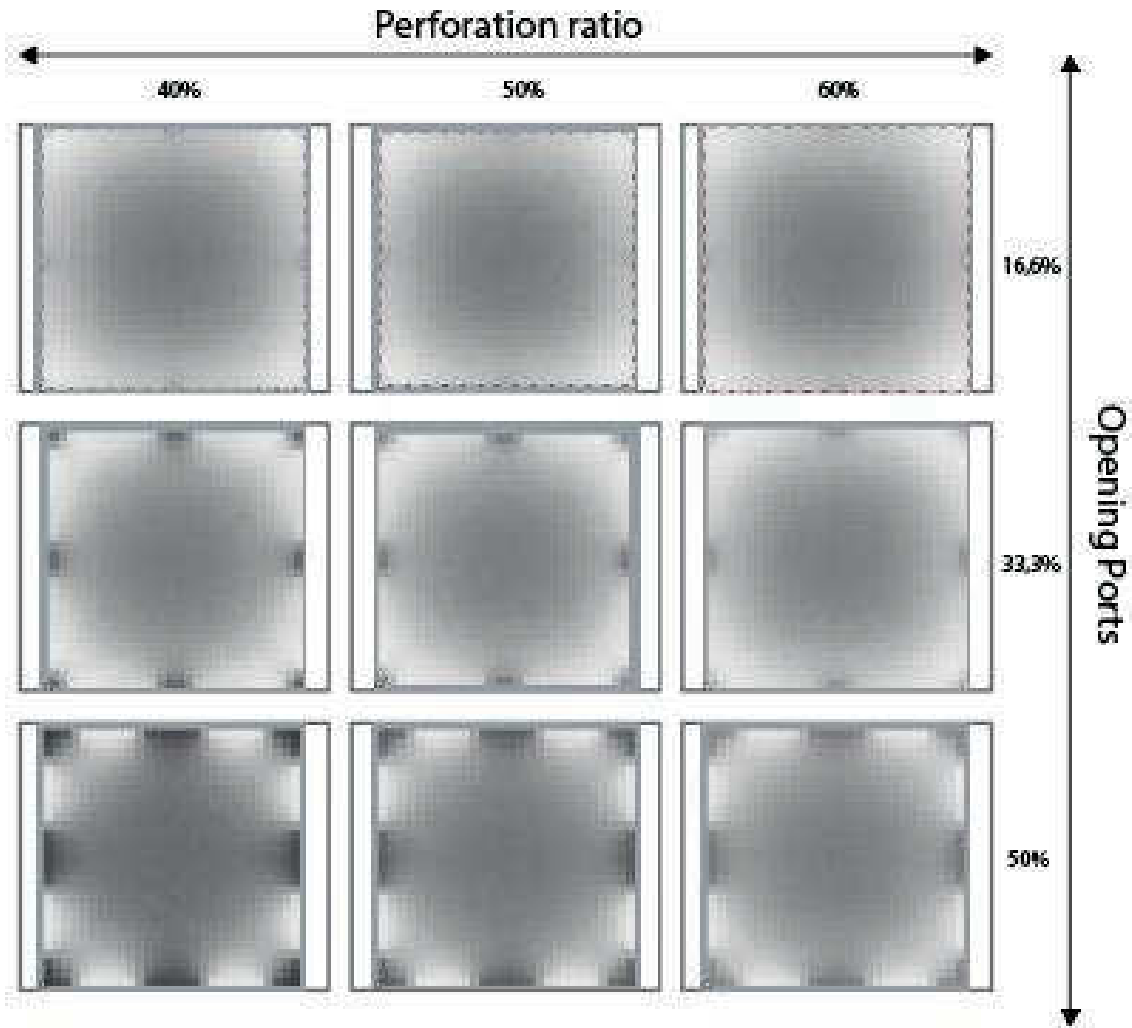 Perforation ratio
40% 50% 60%
16,6%
33,3%
50%
Opening Ports